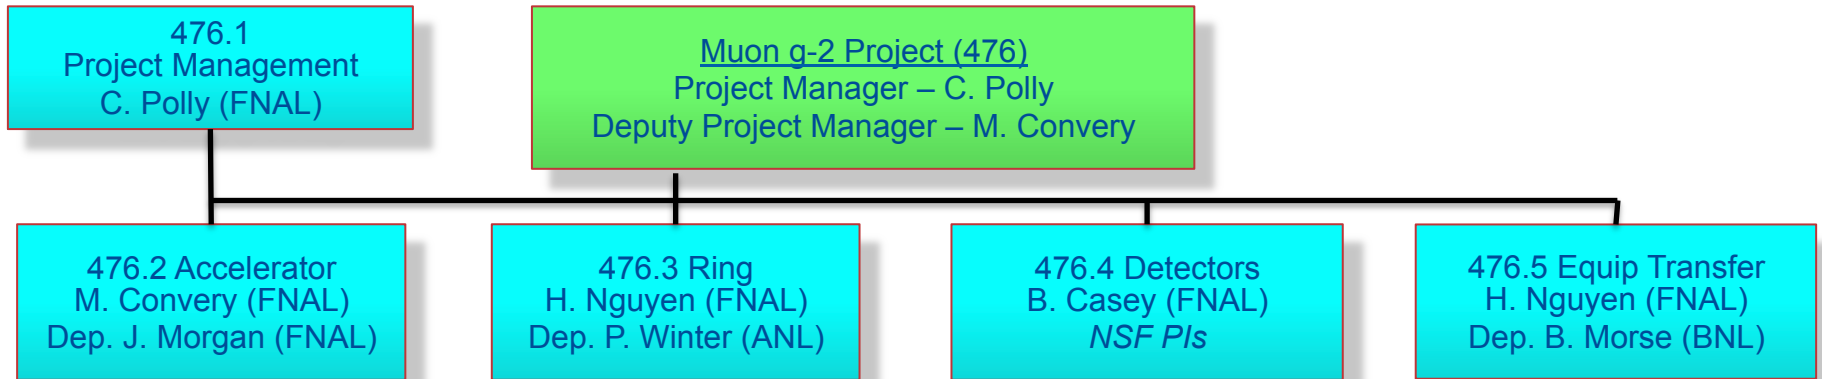 476.1
Project Management
C. Polly (FNAL)
Muon g-2 Project (476)
Project Manager – C. Polly
Deputy Project Manager – M. Convery
476.2 Accelerator
M. Convery (FNAL)
Dep. J. Morgan (FNAL)
476.3 Ring
H. Nguyen (FNAL)
Dep. P. Winter (ANL)
476.4 Detectors
B. Casey (FNAL)
NSF PIs
476.5 Equip Transfer
H. Nguyen (FNAL)
Dep. B. Morse (BNL)